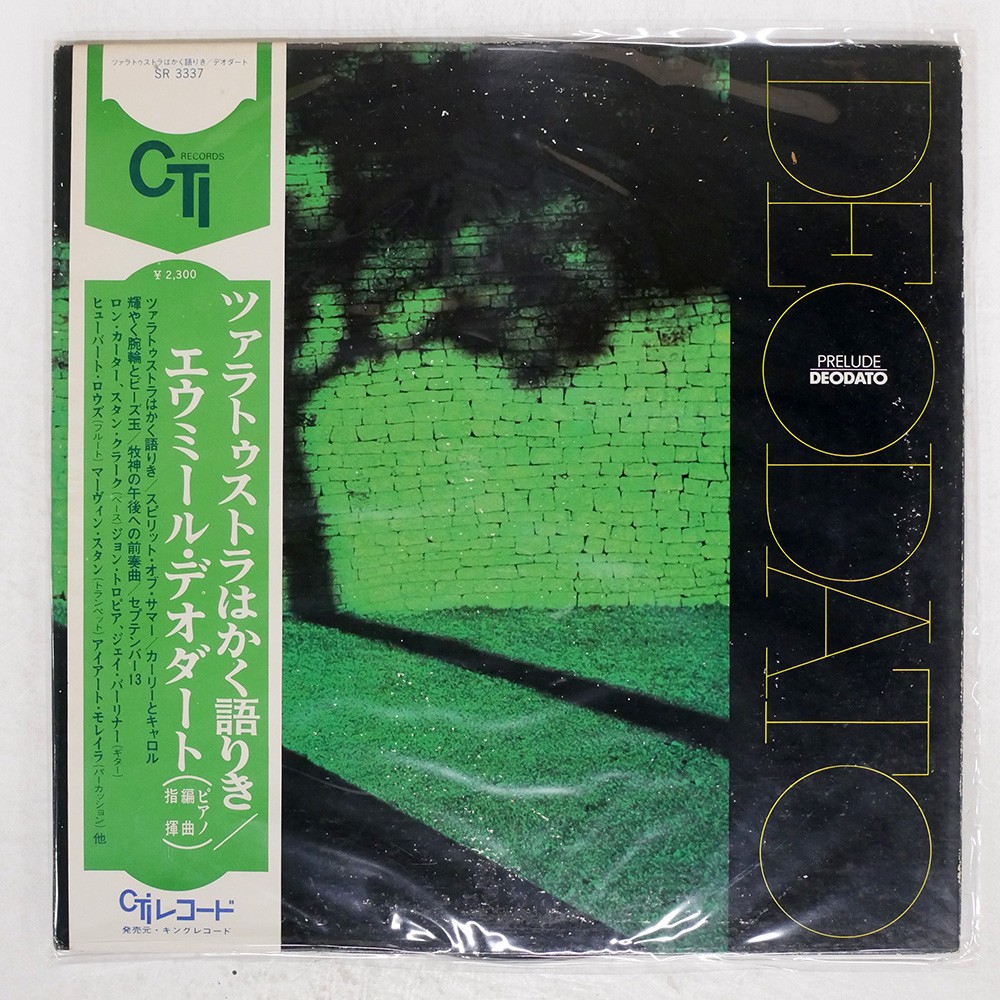 ツァラトゥストラはかく語りき/デオダート
SR 3337
CTI RECORDS
¥ 2,300
ツァラトゥストラはかく語りき/
エウミール・デオダート(ピアノ 編曲 指揮)
ツァラトゥストラはかく語りき/スピリット・オブ・サマー/カーリーとキャロル
輝やく腕輪とビーズ玉/牧神の午後への前奏曲/セプテンバー13
ロン・カーター、スタン・クラーク(ベース)ジョン・トロピア、ジェイ・バーリナー(ギター)
ヒューバート・ロウズ(フルート)マーヴィン・スタン(トランペット)アイアート・モレイラ(パーカッション)他
CTIレコード
発売元・キングレコード
PRELUDE
DEODATO
DEODATO